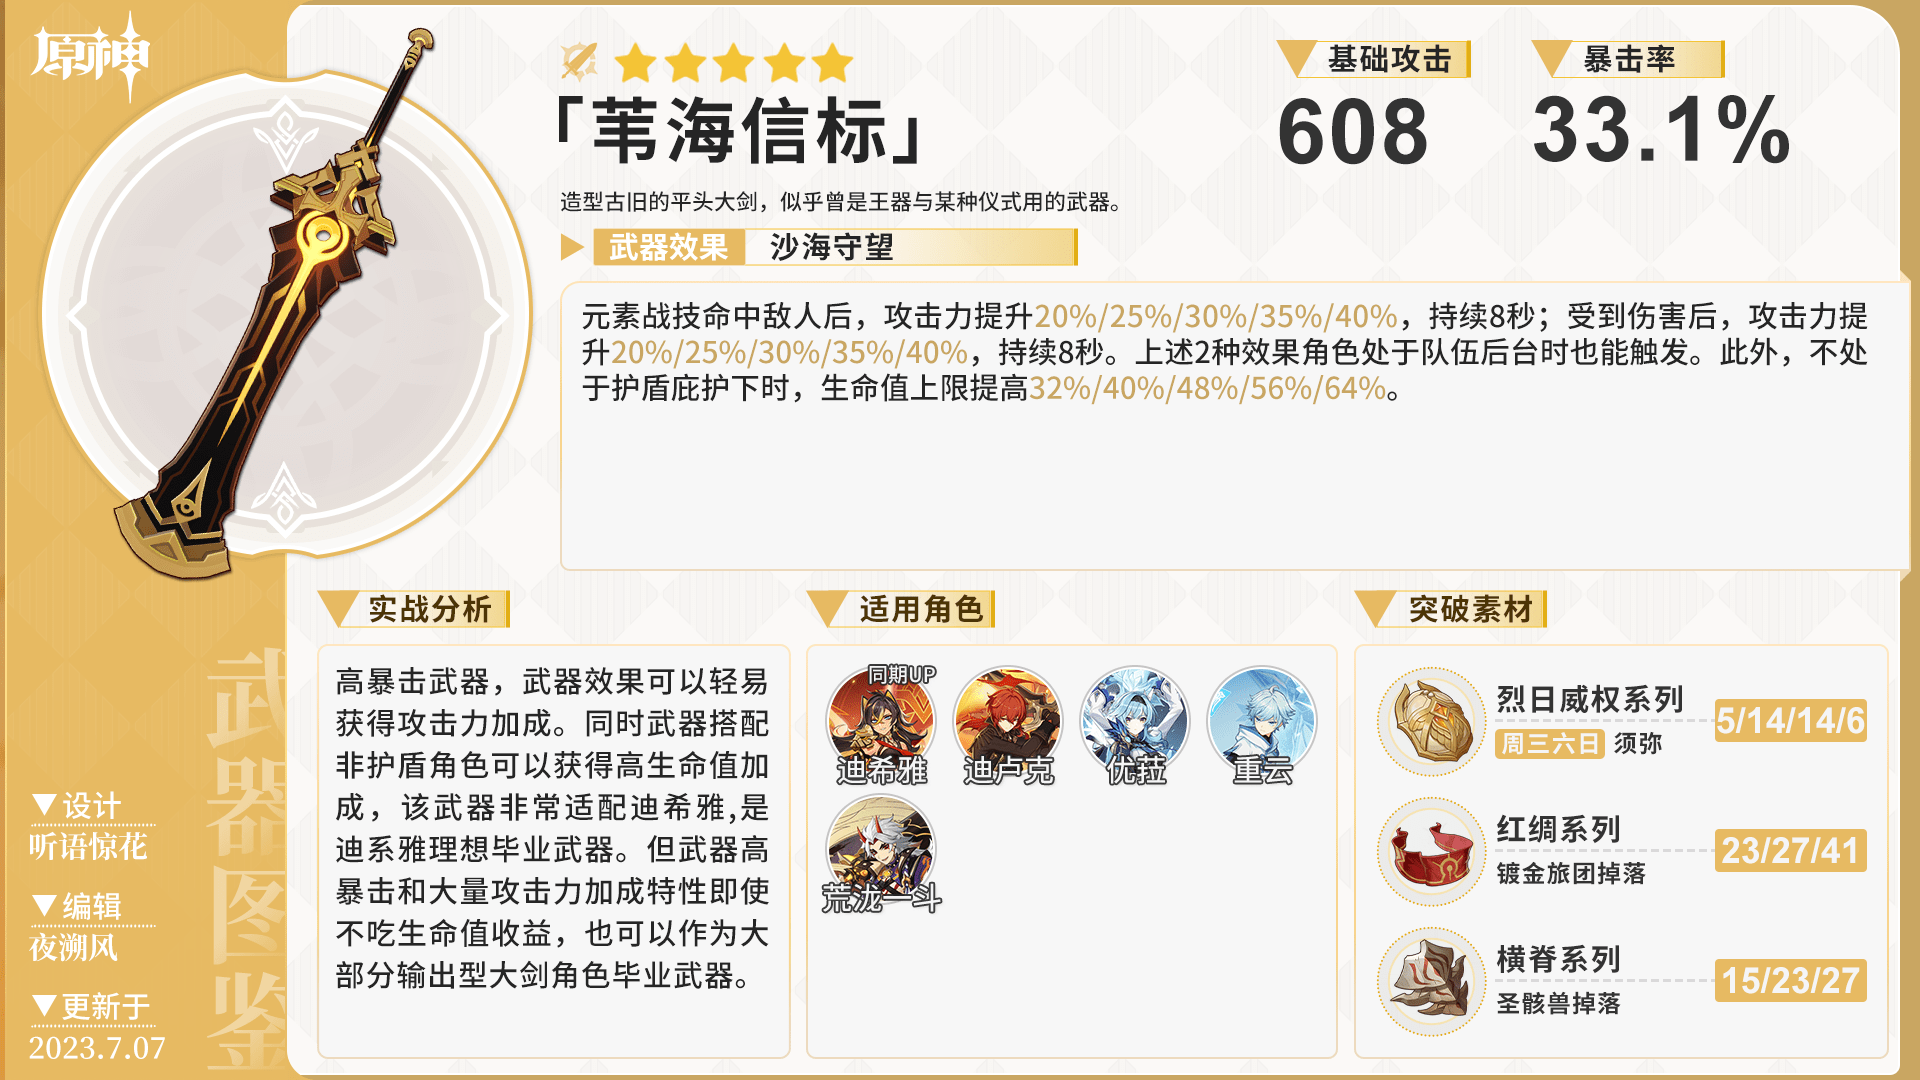 原神
「苇海信标」
造型古旧的平头大剑，似乎曾是王器与某种仪式用的武器。
基础攻击
608
暴击率
33.1%
武器效果 沙海守望
元素战技命中敌人后，攻击力提升20%/25%/30%/35%/40%，持续8秒；受到伤害后，攻击力提
升20%/25%/30%/35%/40%，持续8秒。上述2种效果角色处于队伍后台时也能触发。此外，不处
于护盾庇护下时，生命值上限提高32%/40%/48%/56%/64%。
实战分析
高暴击武器，武器效果可以轻易
获得攻击力加成。同时武器搭配
非护盾角色可以获得高生命值加
成，该武器非常适配迪希雅,是
迪系雅理想毕业武器。但武器高
暴击和大量攻击力加成特性即使
不吃生命值收益，也可以作为大
部分输出型大剑角色毕业武器。
适用角色
同期UP
迪希雅
迪卢克
优菈
重云
荒泷一斗
突破素材
烈日威权系列
周三六日 须弥
5/14/14/6
红绸系列
镀金旅团掉落
23/27/41
横脊系列
圣骸兽掉落
15/23/27
武器图鉴
▼设计
听语惊花
▼编辑
夜溯风
▼更新于
2023.7.07